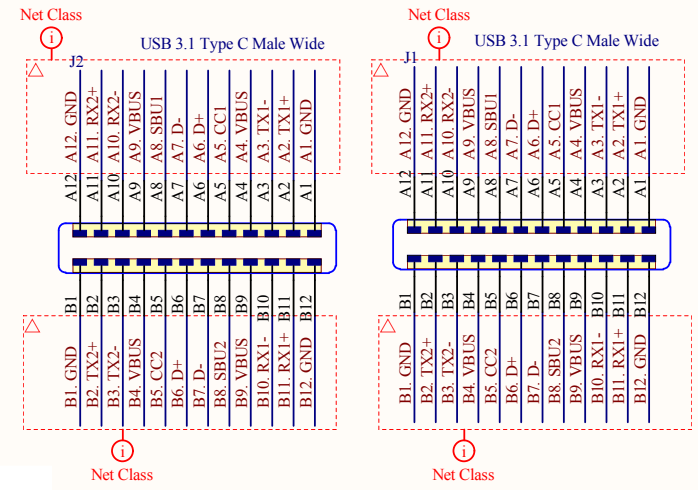 Net Class
i
USB 3.1 Type C Male Wide
J2
A12. GND
A11. RX2+
A10. RX2-
A9. VBUS
A8. SBU1
A7. D-
A6. D+
A5. CC1
A4. VBUS
A3. TX1-
A2. TX1+
A1. GND
A12
A11
A10
A9
A8
A7
A6
A5
A4
A3
A2
A1
B1
B2
B3
B4
B5
B6
B7
B8
B9
B10
B11
B12
B1. GND
B2. TX2+
B3. TX2-
B4. VBUS
B5. CC2
B6. D+
B7. D-
B8. SBU2
B9. VBUS
B10. RX1-
B11. RX1+
B12. GND
i
Net Class
Net Class
i
USB 3.1 Type C Male Wide
J1
A12. GND
A11. RX2+
A10. RX2-
A9. VBUS
A8. SBU1
A7. D-
A6. D+
A5. CC1
A4. VBUS
A3. TX1-
A2. TX1+
A1. GND
A12
A11
A10
A9
A8
A7
A6
A5
A4
A3
A2
A1
B1
B2
B3
B4
B5
B6
B7
B8
B9
B10
B11
B12
B1. GND
B2. TX2+
B3. TX2-
B4. VBUS
B5. CC2
B6. D+
B7. D-
B8. SBU2
B9. VBUS
B10. RX1-
B11. RX1+
B12. GND
i
Net Class